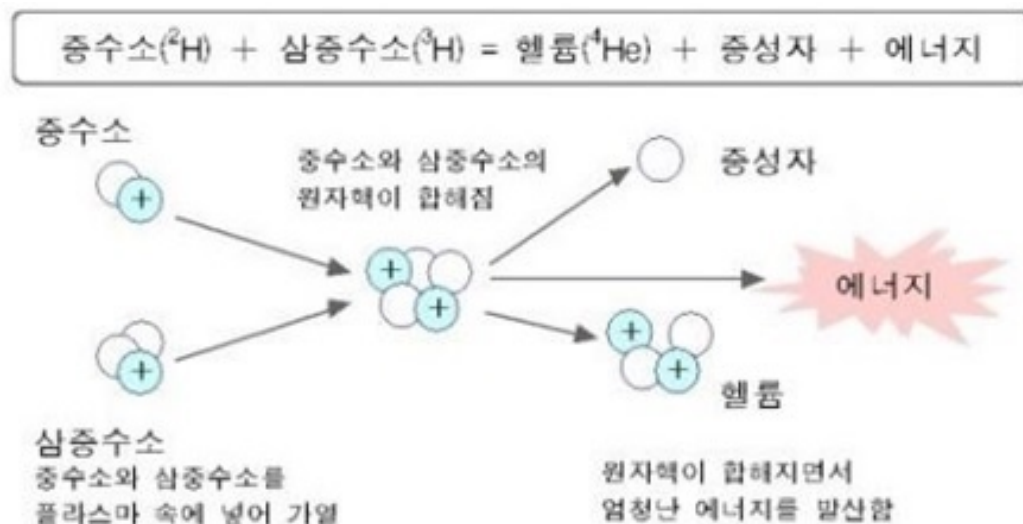 중수소(²H) + 삼중수소(³H) = 헬륨(⁴He) + 중성자 + 에너지
중수소
중수소와 삼중수소의
원자핵이 합해짐
중성자
+
+
+
에너지
+
+
+
헬륨
삼중수소
중수소와 삼중수소를
플라스마 속에 넣어 가열
원자핵이 합해지면서
엄청난 에너지를 발산함